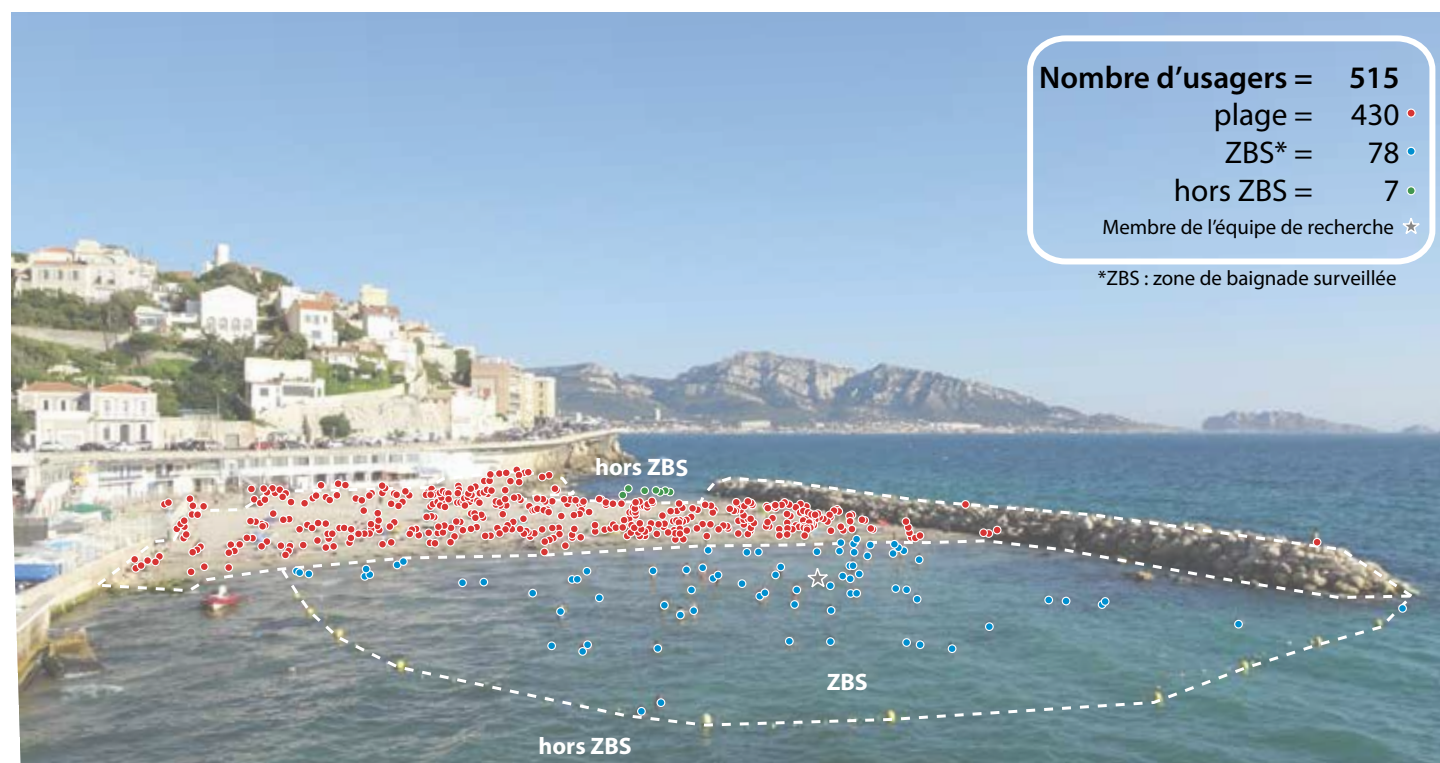 Nombre d’usagers = 515
plage = 430
ZBS* = 78
hors ZBS = 7
Membre de l’équipe de recherche
*ZBS : zone de baignade surveillée
hors ZBS
ZBS
hors ZBS